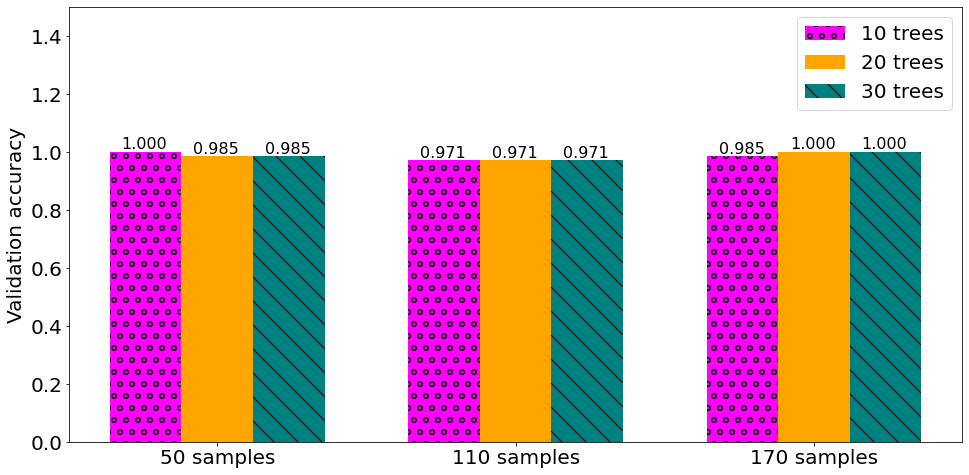 Validation accuracy
1.4
1.2
1.0
0.8
0.6
0.4
0.2
0.0
10 trees
20 trees
30 trees
1.000 0.985 0.985
0.971 0.971 0.971
0.985 1.000 1.000
50 samples 110 samples 170 samples